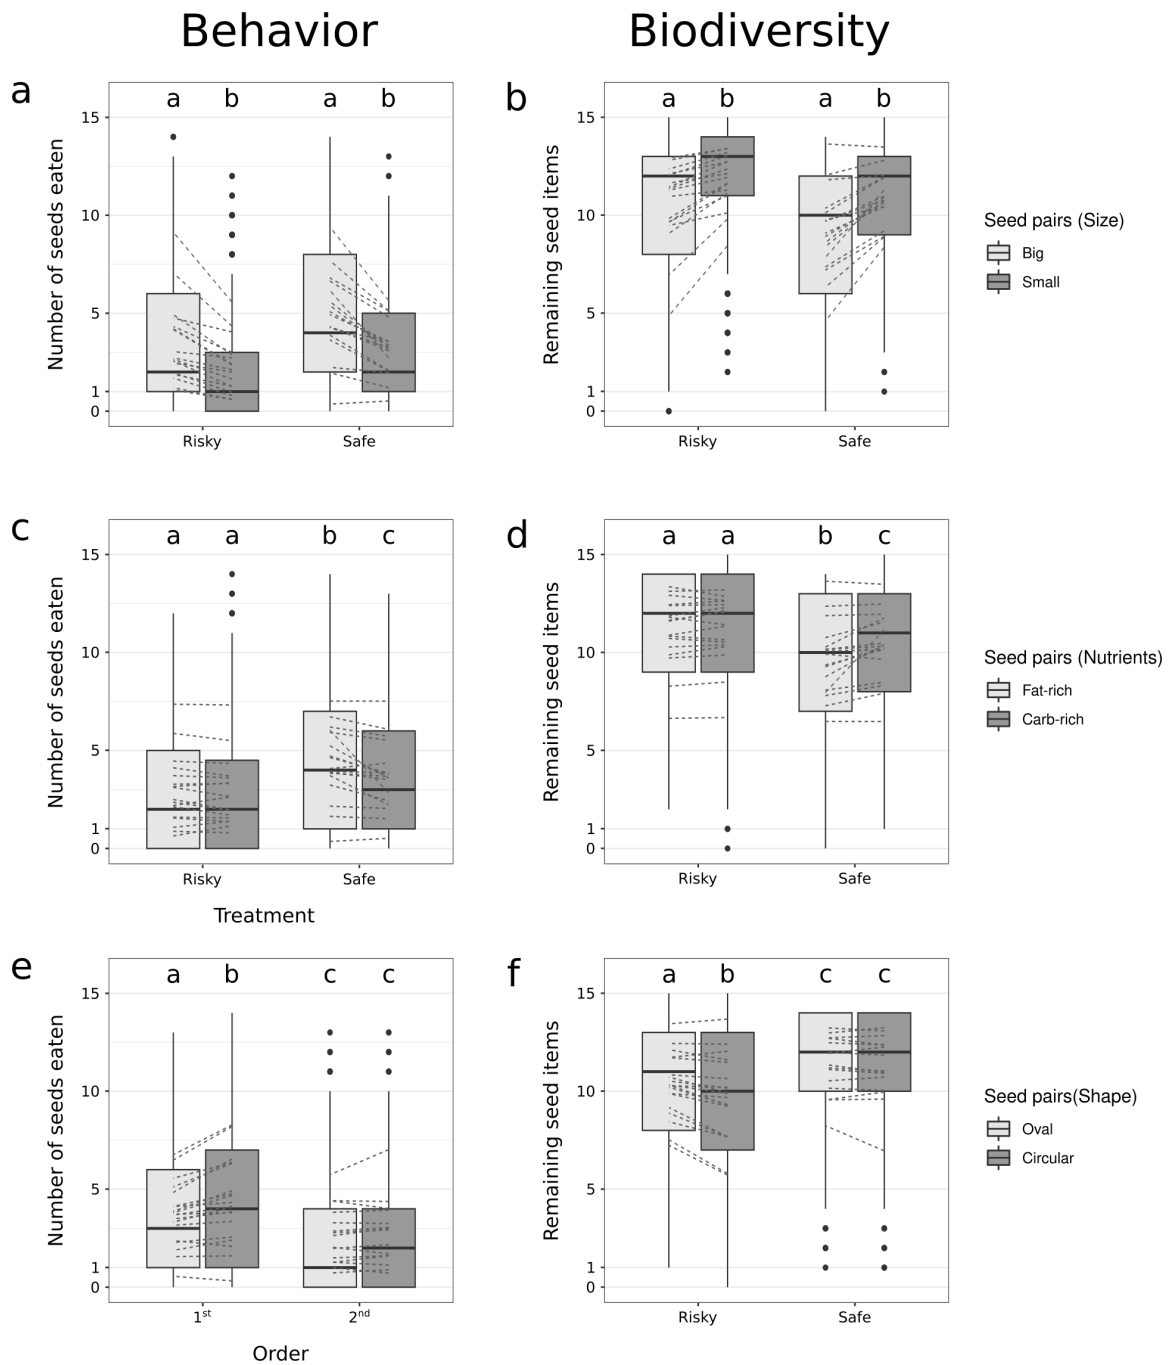 Behavior
Biodiversity
a
b
a b a b
a b a b
Number of seeds eaten
15
10
5
1
0
Risky Safe
Remaining seed items
15
10
5
1
0
Risky Safe
Seed pairs (Size)
Big
Small
c
d
a a b c
a a b c
Number of seeds eaten
15
10
5
1
0
Risky Safe
Treatment
Remaining seed items
15
10
5
1
0
Risky Safe
Seed pairs (Nutrients)
Fat-rich
Carb-rich
e
f
a b c c
a b c c
Number of seeds eaten
15
10
5
1
0
1st 2nd
Order
Remaining seed items
15
10
5
1
0
Risky Safe
Seed pairs(Shape)
Oval
Circular